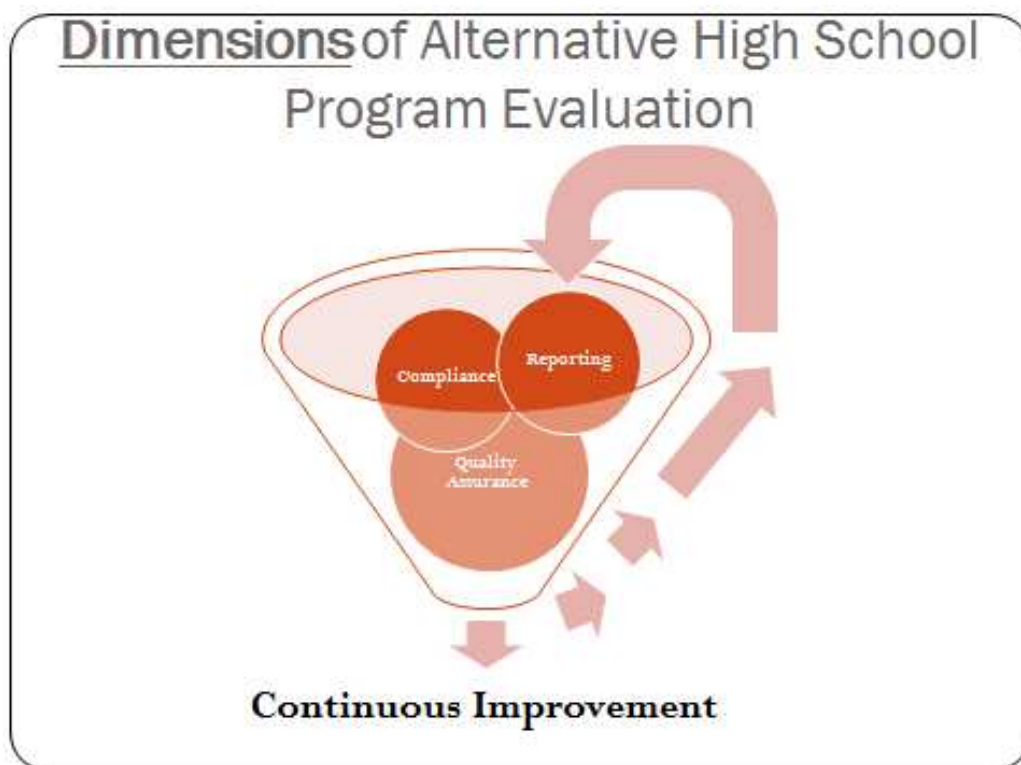 Dimensions of Alternative High School
Program Evaluation
Compliance
Reporting
Quality
Assurance
Continuous Improvement